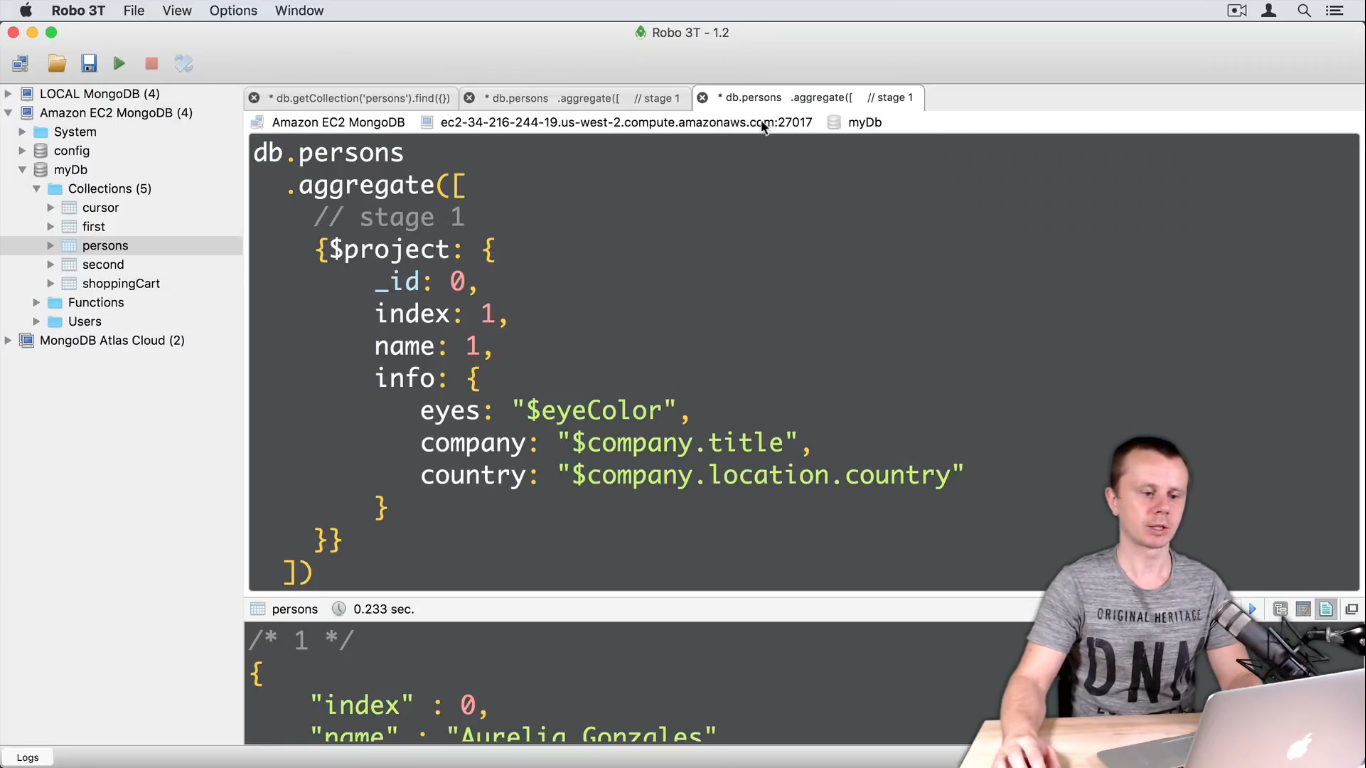 Robo 3T File View Options Window
Robo 3T - 1.2
LOCAL MongoDB (4)
Amazon EC2 MongoDB (4)
System
config
myDb
Collections (5)
cursor
first
persons
second
shoppingCart
Functions
Users
MongoDB Atlas Cloud (2)
* db.getCollection('persons').find({}) * db.persons .aggregate([ // stage 1 * db.persons .aggregate([ // stage 1
Amazon EC2 MongoDB ec2-34-216-244-19.us-west-2.compute.amazonaws.com:27017 myDb
db.persons
.aggregate([
// stage 1
{$project: {
_id: 0,
index: 1,
name: 1,
info: {
eyes: "$eyeColor",
company: "$company.title",
country: "$company.location.country"
}
}}
])
persons 0.233 sec.
/* 1 */
{
"index" : 0,
"name" : "Aurelia Gonzales"
ORIGINAL HERITAGE
DNM
Logs